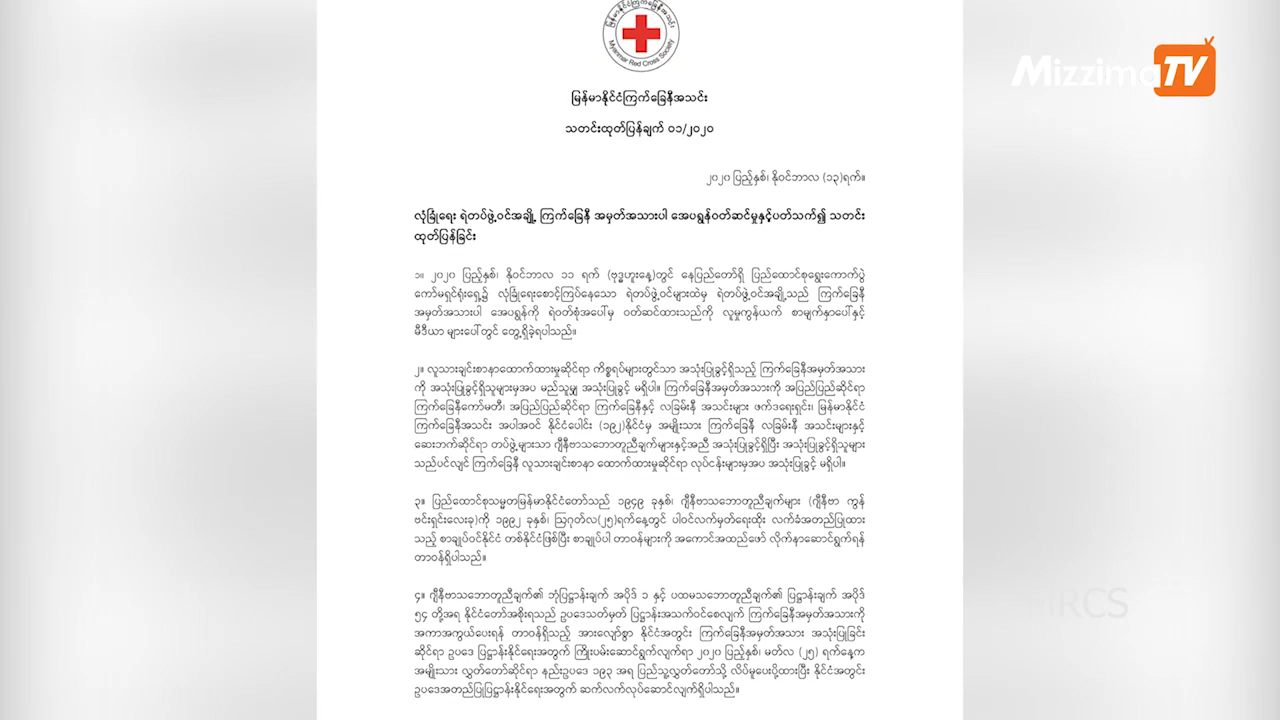 မြန်မာနိုင်ငံကြက်ခြေနီအသင်း
Myanmar Red Cross Society
Mizzima TV
မြန်မာနိုင်ငံကြက်ခြေနီအသင်း
သတင်းထုတ်ပြန်ချက် ၀၁/၂၀၂၀
၂၀၂၀ ပြည့်နှစ်၊ နိုဝင်ဘာလ (၁၃)ရက်။
လုံခြုံရေး ရဲတပ်ဖွဲ့ဝင်အချို့ ကြက်ခြေနီ အမှတ်အသားပါ အေပရွန်ဝတ်ဆင်မှုနှင့်ပတ်သက်၍ သတင်း
ထုတ်ပြန်ခြင်း
၁။ ၂၀၂၀ ပြည့်နှစ်၊ နိုဝင်ဘာလ ၁၁ ရက် (ဗုဒ္ဓဟူးနေ့)တွင် နေပြည်တော်ရှိ ပြည်ထောင်စုရွေးကောက်ပွဲ
ကော်မရှင်ရုံးရှေ့၌ လုံခြုံရေးစောင့်ကြပ်နေသော ရဲတပ်ဖွဲ့ဝင်များထဲမှ ရဲတပ်ဖွဲ့ဝင်အချို့သည် ကြက်ခြေနီ
အမှတ်အသားပါ အေပရွန်ကို ရဲဝတ်စုံအပေါ်မှ ဝတ်ဆင်ထားသည်ကို လူမှုကွန်ယက် စာမျက်နှာပေါ်နှင့်
မီဒီယာ များပေါ်တွင် တွေ့ရှိခဲ့ရပါသည်။
၂။ လူသားချင်းစာနာထောက်ထားမှုဆိုင်ရာ ကိစ္စရပ်များတွင်သာ အသုံးပြုခွင့်ရှိသည့် ကြက်ခြေနီအမှတ်အသား
ကို အသုံးပြုခွင့်ရှိသူများမှအပ မည်သူမျှ အသုံးပြုခွင့် မရှိပါ။ ကြက်ခြေနီအမှတ်အသားကို အပြည်ပြည်ဆိုင်ရာ
ကြက်ခြေနီကော်မတီ၊ အပြည်ပြည်ဆိုင်ရာ ကြက်ခြေနီနှင့် လခြမ်းနီ အသင်းများ ဖက်ဒရေးရှင်း၊ မြန်မာနိုင်ငံ
ကြက်ခြေနီအသင်း အပါအဝင် နိုင်ငံပေါင်း (၁၉၂)နိုင်ငံမှ အမျိုးသား ကြက်ခြေနီ လခြမ်းနီ အသင်းများနှင့်
ဆေးဘက်ဆိုင်ရာ တပ်ဖွဲ့များသာ ဂျီနီဗာသဘောတူညီချက်များနှင့်အညီ အသုံးပြုခွင့်ရှိပြီး အသုံးပြုခွင့်ရှိသူများ
သည်ပင်လျှင် ကြက်ခြေနီ လူသားချင်းစာနာ ထောက်ထားမှုဆိုင်ရာ လုပ်ငန်းများမှအပ အသုံးပြုခွင့် မရှိပါ။
၃။ ပြည်ထောင်စုသမ္မတမြန်မာနိုင်ငံတော်သည် ၁၉၄၉ ခုနှစ်၊ ဂျီနီဗာသဘောတူညီချက်များ (ဂျီနီဗာ ကွန်
ဗင်းရှင်းလေးခု)ကို ၁၉၉၂ ခုနှစ်၊ ဩဂုတ်လ(၂၅)ရက်နေ့တွင် ပါဝင်လက်မှတ်ရေးထိုး လက်ခံအတည်ပြုထား
သည့် စာချုပ်ဝင်နိုင်ငံ တစ်နိုင်ငံဖြစ်ပြီး စာချုပ်ပါ တာဝန်များကို အကောင်အထည်ဖော် လိုက်နာဆောင်ရွက်ရန်
တာဝန်ရှိပါသည်။
၄။ ဂျီနီဗာသဘောတူညီချက်၏ ဘုံပြဋ္ဌာန်းချက် အပိုဒ် ၁ နှင့် ပထမသဘောတူညီချက်၏ ပြဋ္ဌာန်းချက် အပိုဒ်
၅၄ တို့အရ နိုင်ငံတော်အစိုးရသည် ဥပဒေသတ်မှတ် ပြဋ္ဌာန်းအသက်ဝင်စေလျက် ကြက်ခြေနီအမှတ်အသားကို
အကာအကွယ်ပေးရန် တာဝန်ရှိသည့် အားလျော်စွာ နိုင်ငံအတွင်း ကြက်ခြေနီအမှတ်အသား အသုံးပြုခြင်း
ဆိုင်ရာ ဥပဒေ ပြဋ္ဌာန်းနိုင်ရေးအတွက် ကြိုးပမ်းဆောင်ရွက်လျက်ရာ ၂၀၂၀ ပြည့်နှစ်၊ မတ်လ (၂၅) ရက်နေ့က
အမျိုးသား လွှတ်တော်ဆိုင်ရာ နည်းဥပဒေ ၁၉၃ အရ ပြည်သူ့လွှတ်တော်သို့ လိပ်မူပေးပို့ထားပြီး နိုင်ငံအတွင်း
ဥပဒေအတည်ပြုပြဋ္ဌာန်းနိုင်ရေးအတွက် ဆက်လက်လုပ်ဆောင်လျက်ရှိပါသည်။
MRCS